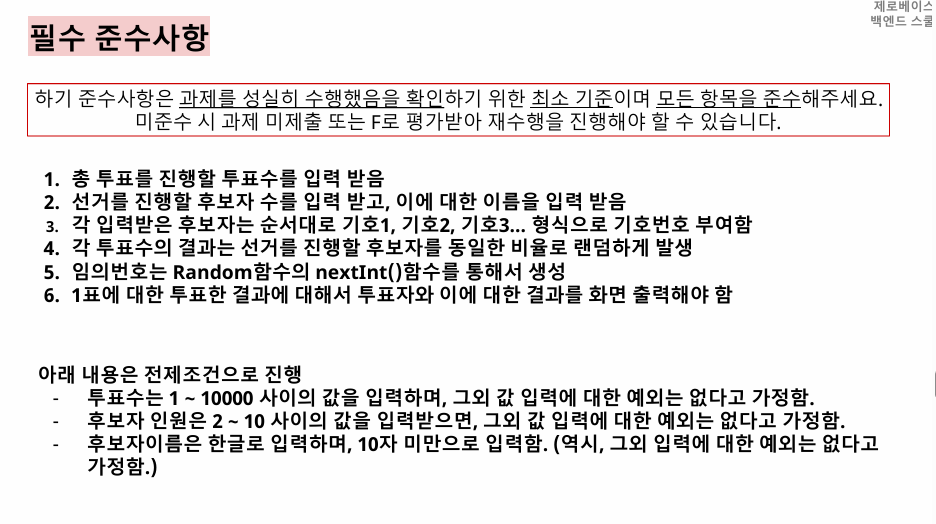 제로베이스
백엔드 스쿨
필수 준수사항
하기 준수사항은 과제를 성실히 수행했음을 확인하기 위한 최소 기준이며 모든 항목을 준수해주세요.
미준수 시 과제 미제출 또는 F로 평가받아 재수행을 진행해야 할 수 있습니다.
1. 총 투표를 진행할 투표수를 입력 받음
2. 선거를 진행할 후보자 수를 입력 받고, 이에 대한 이름을 입력 받음
3. 각 입력받은 후보자는 순서대로 기호1, 기호2, 기호3… 형식으로 기호번호 부여함
4. 각 투표수의 결과는 선거를 진행할 후보자를 동일한 비율로 랜덤하게 발생
5. 임의번호는 Random함수의 nextInt()함수를 통해서 생성
6. 1표에 대한 투표한 결과에 대해서 투표자와 이에 대한 결과를 화면 출력해야 함
아래 내용은 전제조건으로 진행
- 투표수는 1 ~ 10000 사이의 값을 입력하며, 그외 값 입력에 대한 예외는 없다고 가정함.
- 후보자 인원은 2 ~ 10 사이의 값을 입력받으면, 그외 값 입력에 대한 예외는 없다고 가정함.
- 후보자이름은 한글로 입력하며, 10자 미만으로 입력함. (역시, 그외 입력에 대한 예외는 없다고
가정함.)